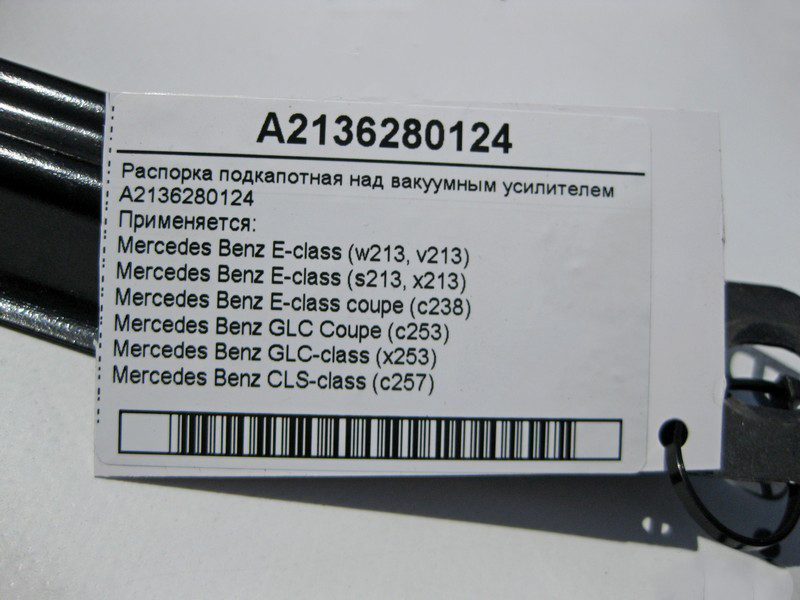 A2136280124
Распорка подкапотная над вакуумным усилителем
A2136280124
Применяется:
Mercedes Benz E-class (w213, v213)
Mercedes Benz E-class (s213, x213)
Mercedes Benz E-class coupe (c238)
Mercedes Benz GLC Coupe (c253)
Mercedes Benz GLC-class (x253)
Mercedes Benz CLS-class (c257)